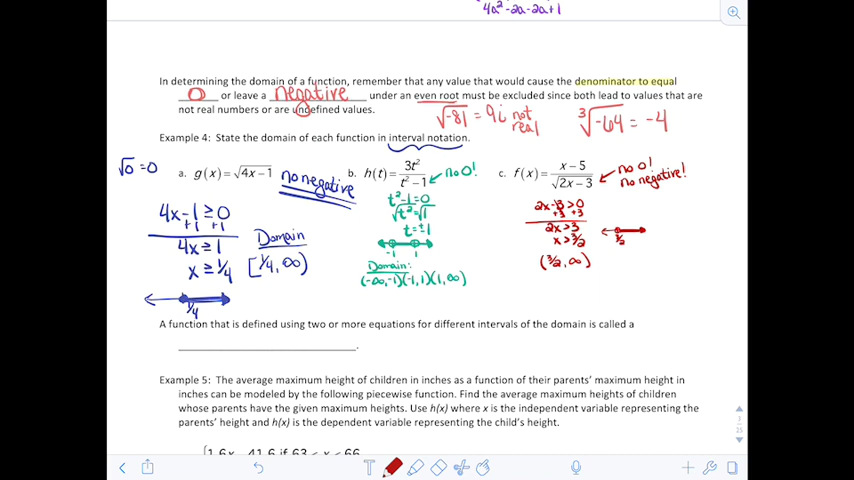 4a² -2a -2a +1
In determining the domain of a function, remember that any value that would cause the denominator to equal
0 or leave a negative under an even root must be excluded since both lead to values that are
not real numbers or are undefined values.
√-81 = 9i not real
³√-64 = -4
Example 4: State the domain of each function in interval notation.
√0 = 0
a. g(x) = √4x−1 no negative
b. h(t) = 3t²/t²−1 no 0!
c. f(x) = x−5/√2x−3 no 0! no negative!
4x-1 ≥ 0
+1 +1
4x ≥ 1
x ≥ 1/4
1/4
Domain
[1/4, ∞)
t²-1=0
√t² = √1
t = ±1
-1 1
Domain:
(-∞,-1)(-1,1)(1,∞)
2x-3 > 0
+3 +3
2x > 3
x > 3/2
3/2
(3/2, ∞)
A function that is defined using two or more equations for different intervals of the domain is called a
Example 5: The average maximum height of children in inches as a function of their parents' maximum height in
inches can be modeled by the following piecewise function. Find the average maximum heights of children
whose parents have the given maximum heights. Use h(x) where x is the independent variable representing the
parents' height and h(x) is the dependent variable representing the child's height.